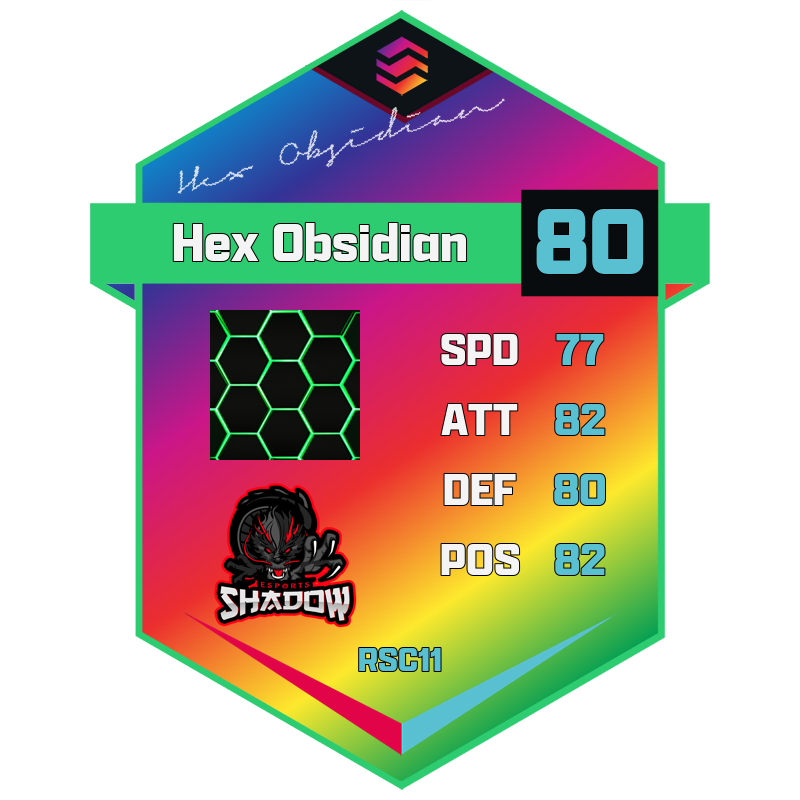 Hex Obsidian
Hex Obsidian 80
SPD 77
ATT 82
DEF 80
POS 82
ESPORTS
SHADOW
RSC11